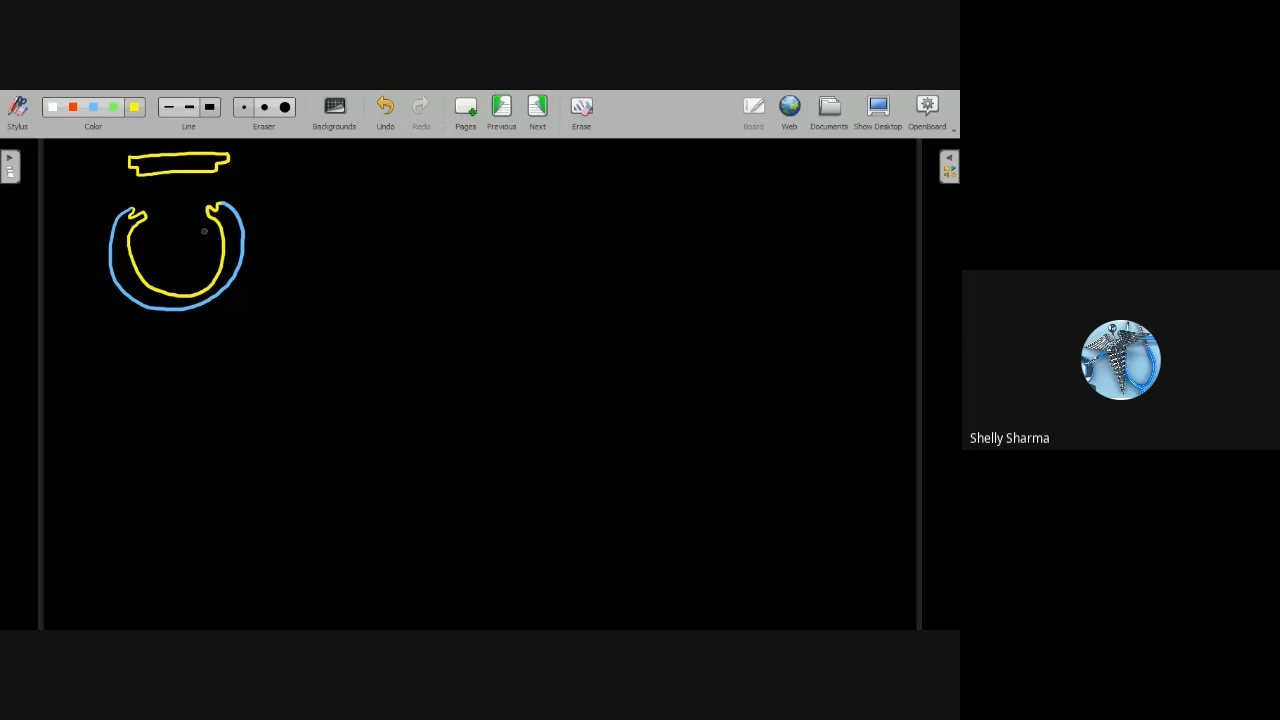 Stylus
Color
Line
Eraser
Backgrounds
Undo
Redo
Pages
Previous
Next
Erase
Board
Web
Documents
Show Desktop
OpenBoard
Shelly Sharma